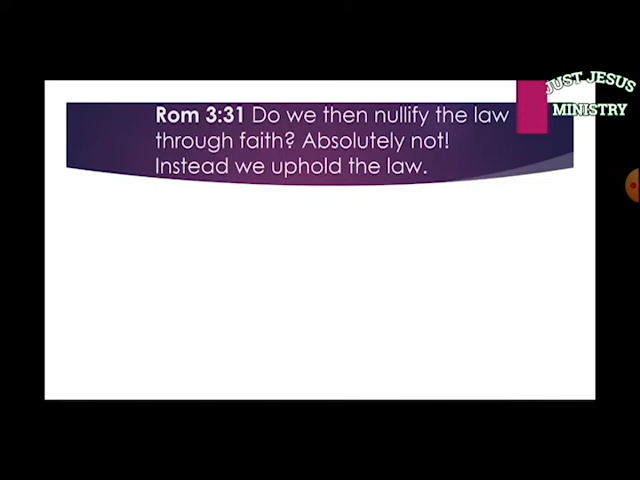 JUST JESUS
MINISTRY
Rom 3:31 Do we then nullify the law
through faith? Absolutely not!
Instead we uphold the law.